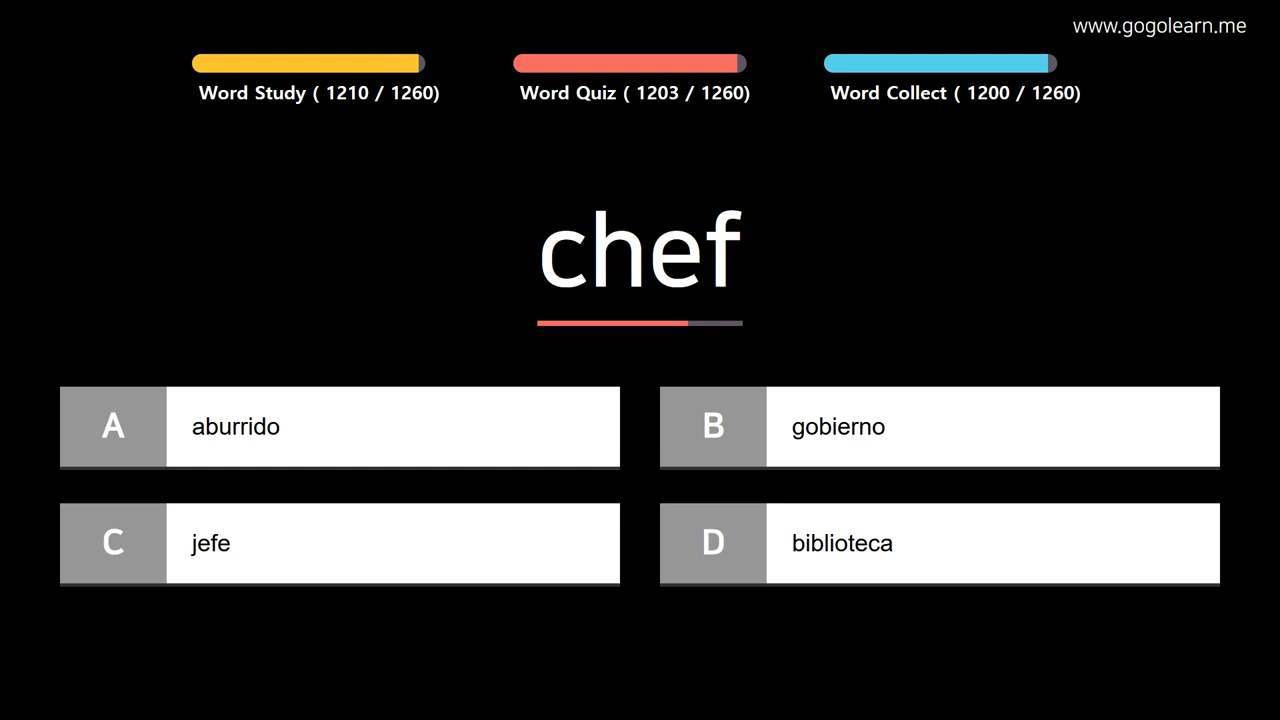 www.gogolearn.me
Word Study ( 1210 / 1260)
Word Quiz ( 1203 / 1260)
Word Collect ( 1200 / 1260)
chef
A aburrido
B gobierno
C jefe
D biblioteca